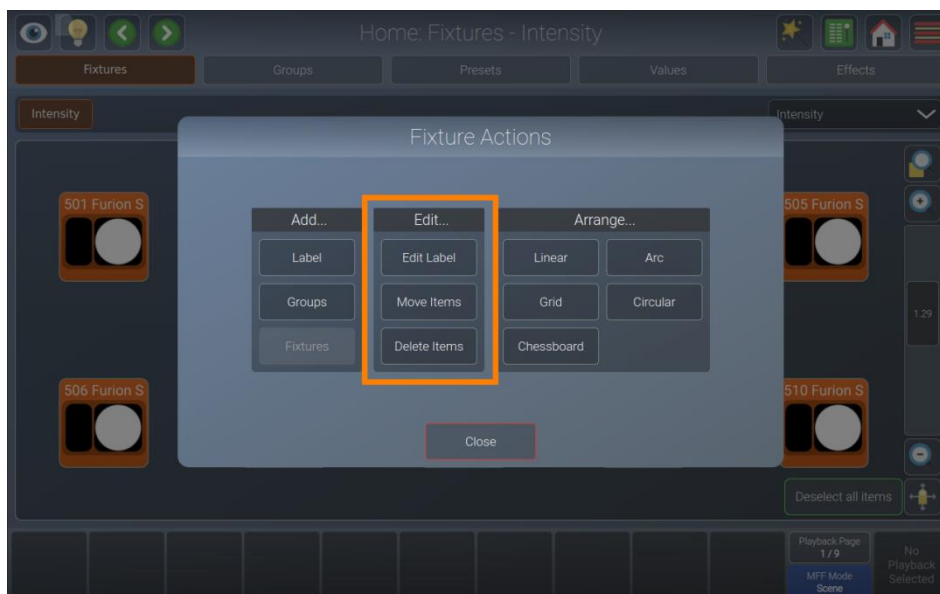 Home: Fixtures - Intensity
Fixtures
Groups
Presets
Values
Effects
Intensity
Intensity
Fixture Actions
501 Furion S
505 Furion S
Add...
Edit...
Arrange...
Label
Edit Label
Linear
Arc
Groups
Move Items
Grid
Circular
1.29
Fixtures
Delete Items
Chessboard
506 Furion S
510 Furion S
Close
Deselect all items
Playback Page
1 / 9
MFF Mode
Scene
No
Playback
Selected